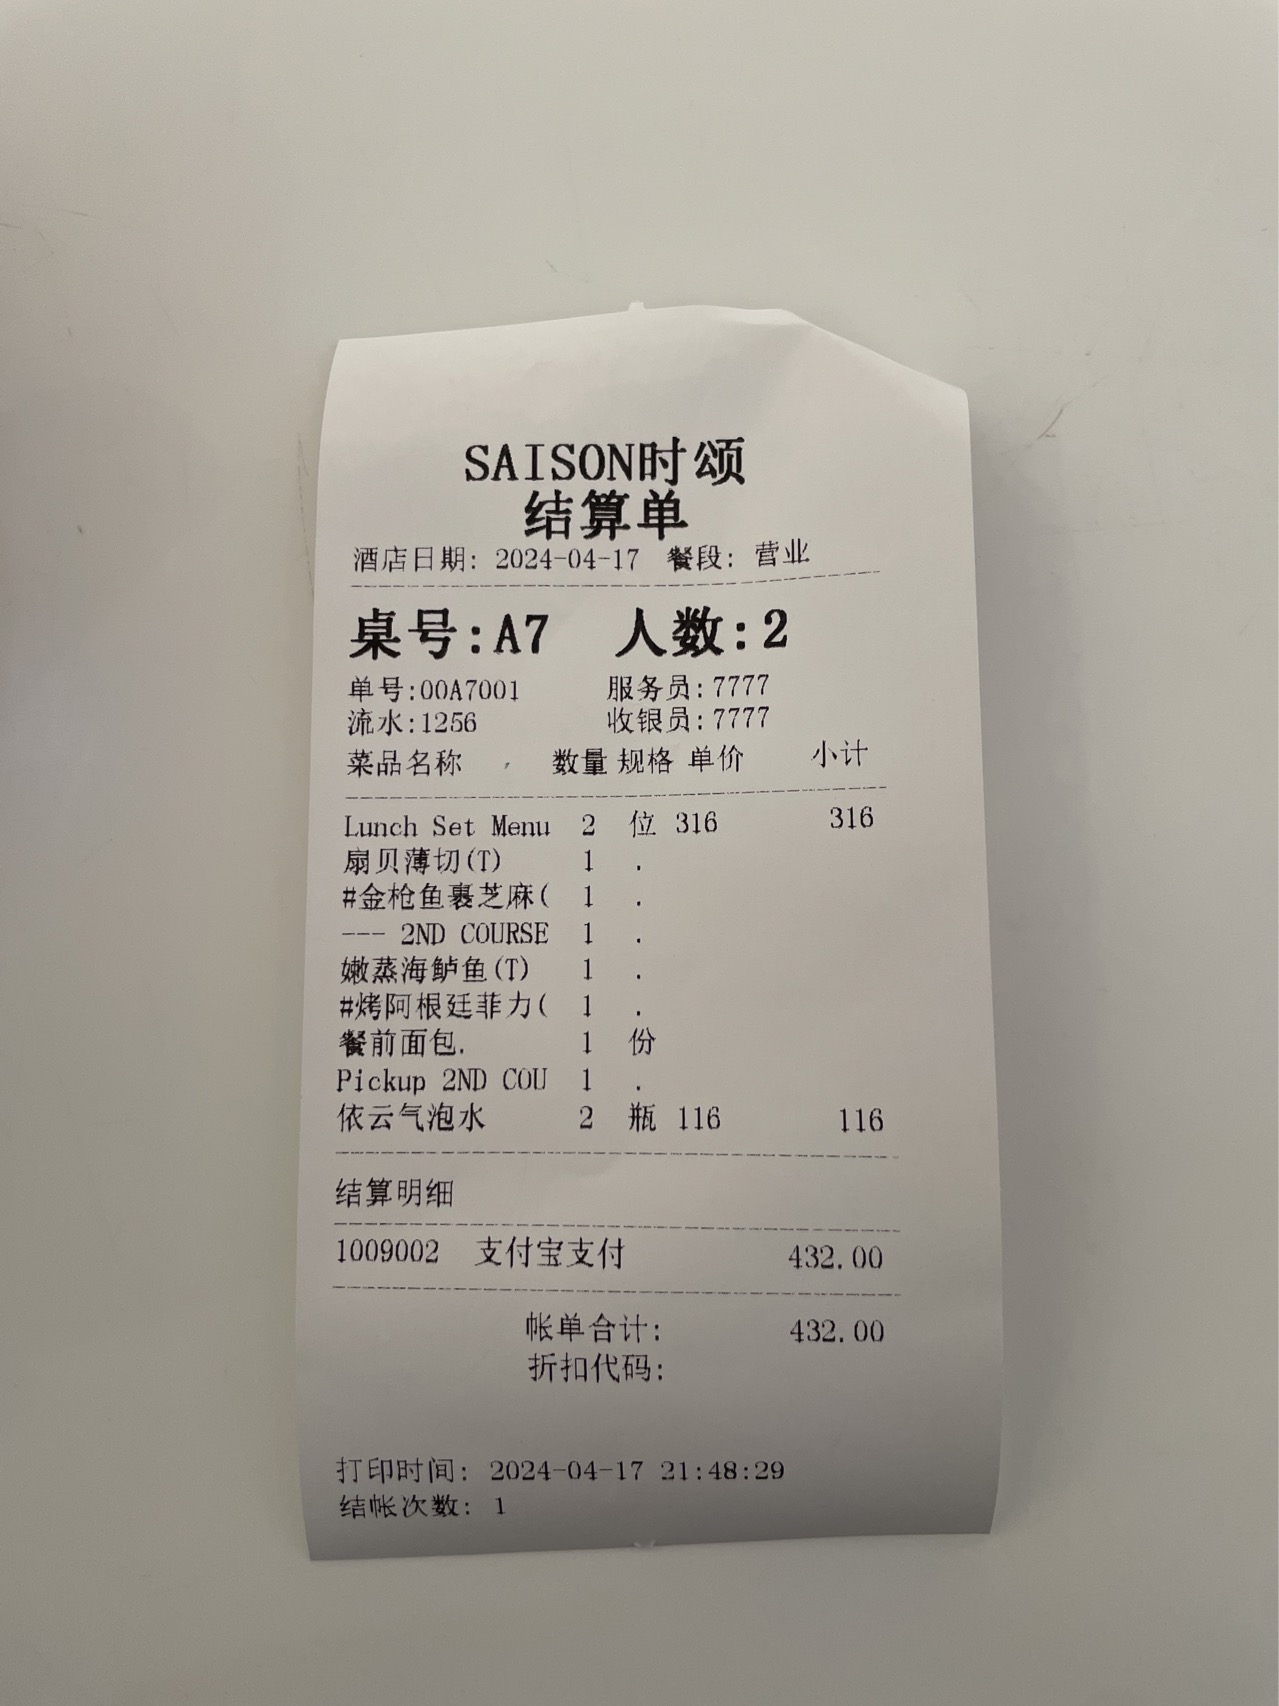 SAISON时颂
结算单
酒店日期: 2024-04-17 餐段: 营业
桌号:A7 人数:2
单号:00A7001 服务员:7777
流水:1256 收银员:7777
菜品名称 数量 规格 单价 小计
Lunch Set Menu 2 位 316 316
扇贝薄切(T) 1 .
#金枪鱼裹芝麻( 1 .
--- 2ND COURSE 1 .
嫩蒸海鲈鱼(T) 1 .
#烤阿根廷菲力( 1 .
餐前面包. 1 份
Pickup 2ND COU 1 .
依云气泡水 2 瓶 116 116
结算明细
1009002 支付宝支付 432.00
帐单合计: 432.00
折扣代码:
打印时间: 2024-04-17 21:48:29
结帐次数: 1